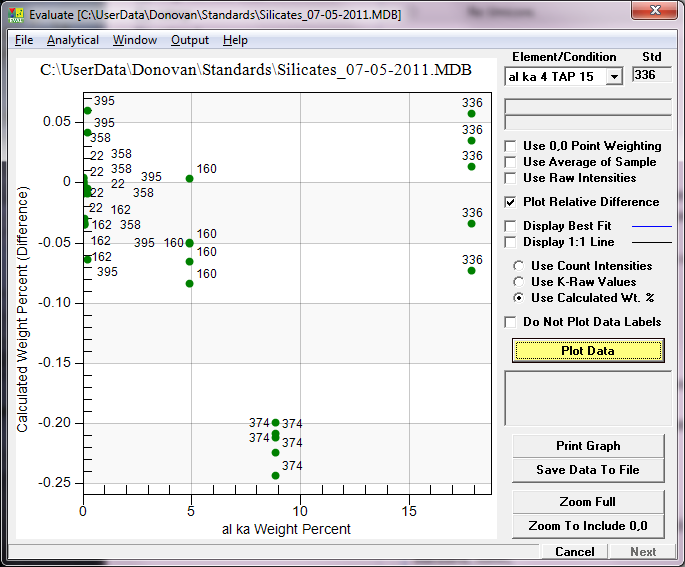 Evaluate [C:\UserData\Donovan\Standards\Silicates_07-05-2011.MDB]
File Analytical Window Output Help
C:\UserData\Donovan\Standards\Silicates_07-05-2011.MDB
Element/Condition Std
al ka 4 TAP 15 336
Use 0,0 Point Weighting
Use Average of Sample
Use Raw Intensities
Plot Relative Difference
Display Best Fit
Display 1:1 Line
Use Count Intensities
Use K-Raw Values
Use Calculated Wt. %
Do Not Plot Data Labels
Plot Data
Print Graph
Save Data To File
Zoom Full
Zoom To Include 0,0
Cancel Next
Calculated Weight Percent (Difference)
0.05
0
-0.05
-0.10
-0.15
-0.20
-0.25
395 336
395
358 336
22 358 336
22 358 395 160
22 358
22 162 358 336
162 358 160
162 395 160 160
162 336
395 160
374 374
374 374
374
0 5 10 15
al ka Weight Percent